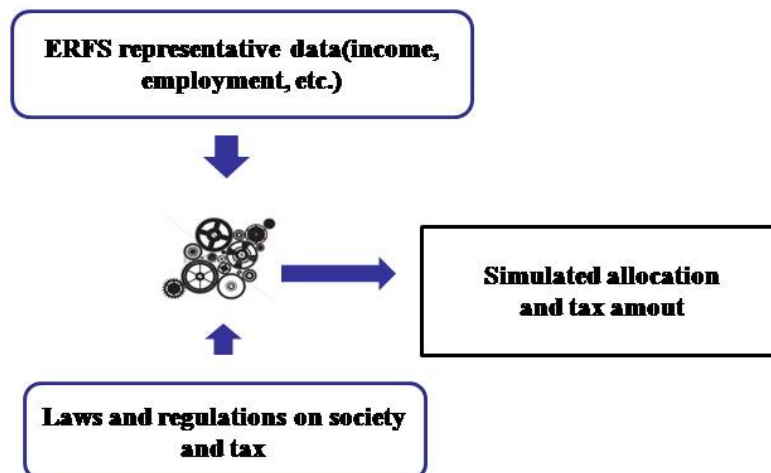 ERFS representative data(income,
employment, etc.)
Simulated allocation
and tax amout
Laws and regulations on society
and tax